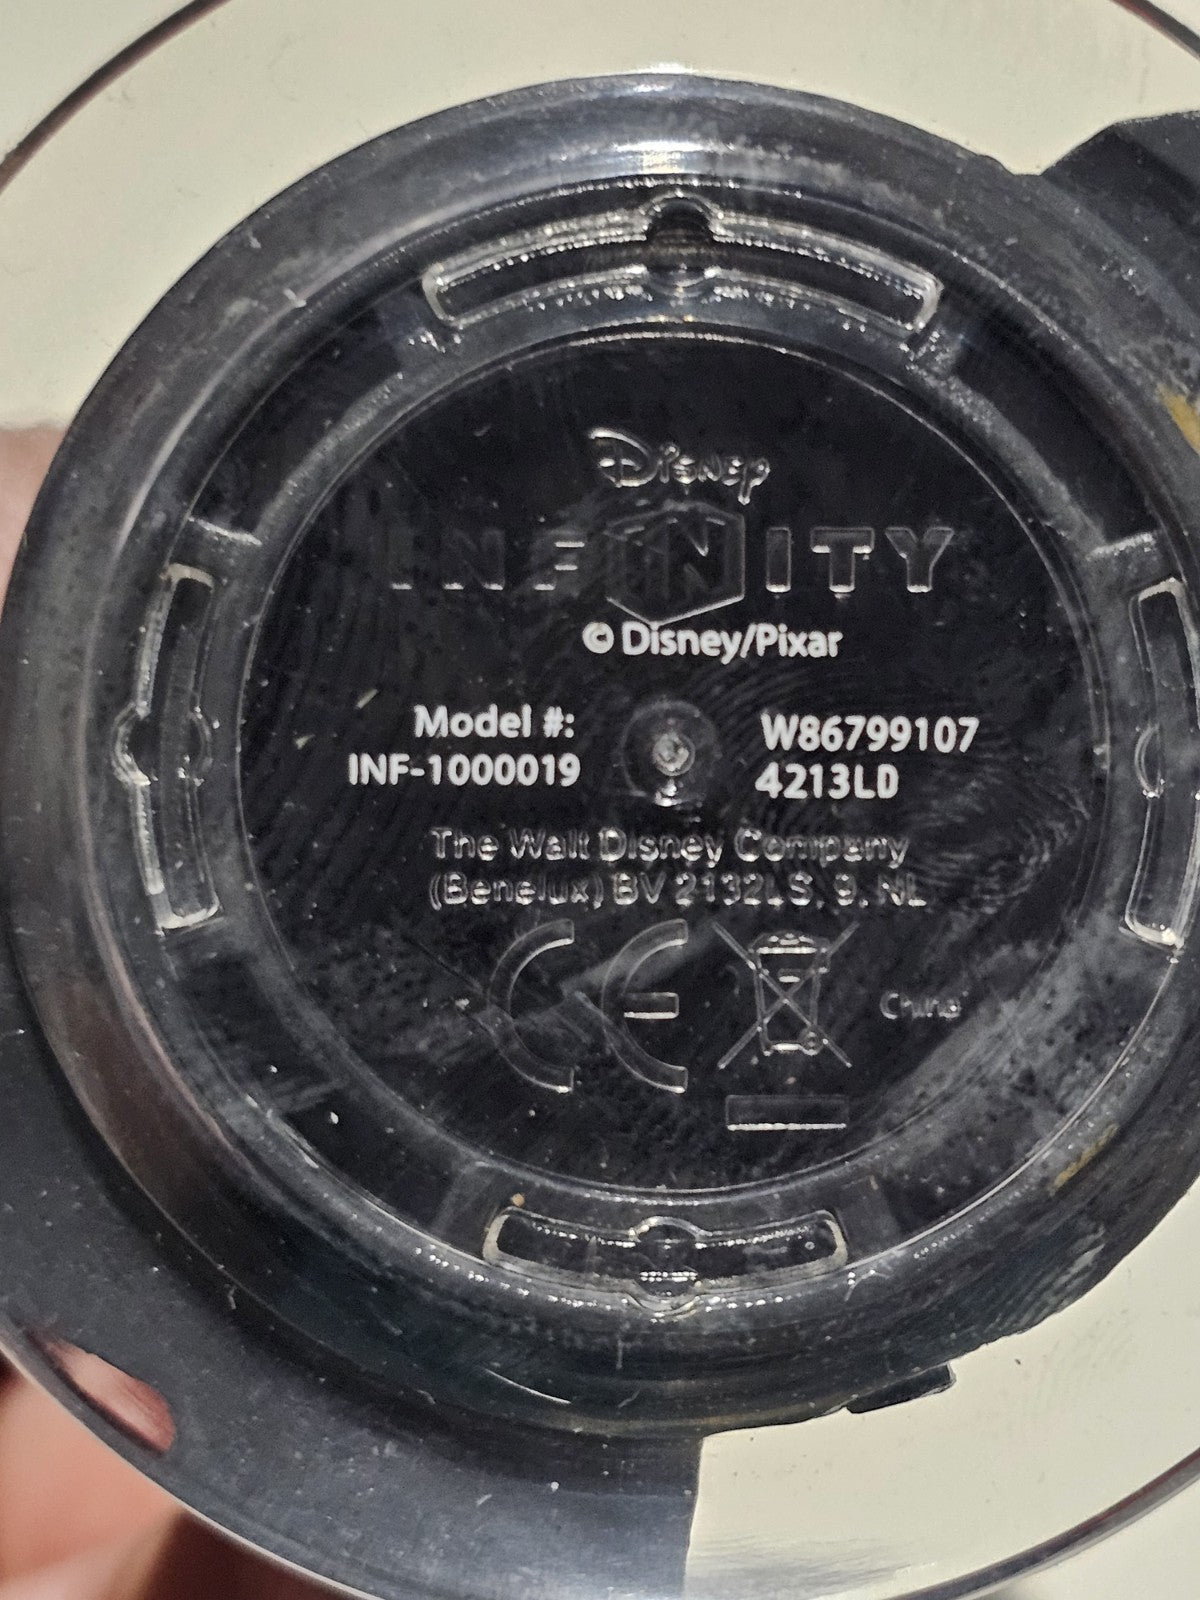 Disney
INFINITY
© Disney/Pixar
Model #:
INF-1000019
W86799107
4213LD
The Walt Disney Company
(Benelux) BV 2132LS, 9, NL
CE
China